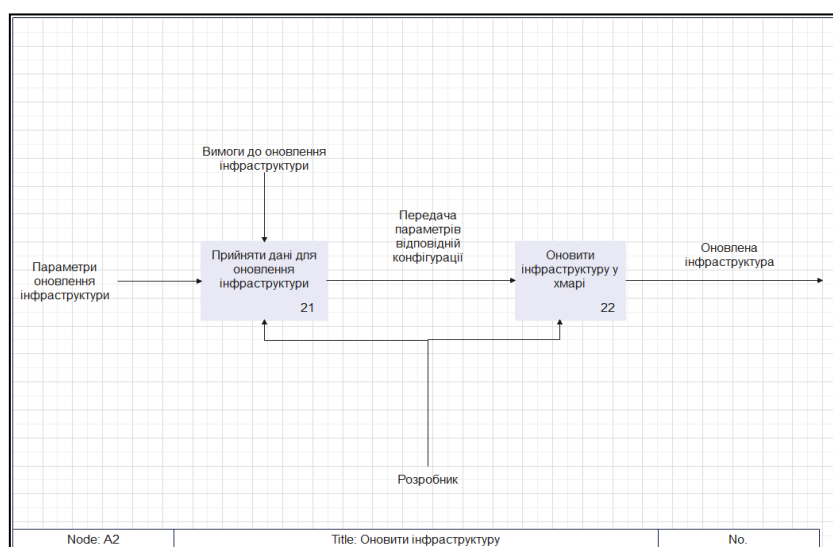 Вимоги до оновлення
інфраструктури
Передача
параметрів
відповідній
конфігурації
Прийняти дані для
оновлення
інфраструктури
21
Оновити
інфраструктуру у
хмарі
22
Оновлена
інфраструктура
Параметри
оновлення
інфраструктури
Розробник
Node: A2
Title: Оновити інфраструктуру
No.